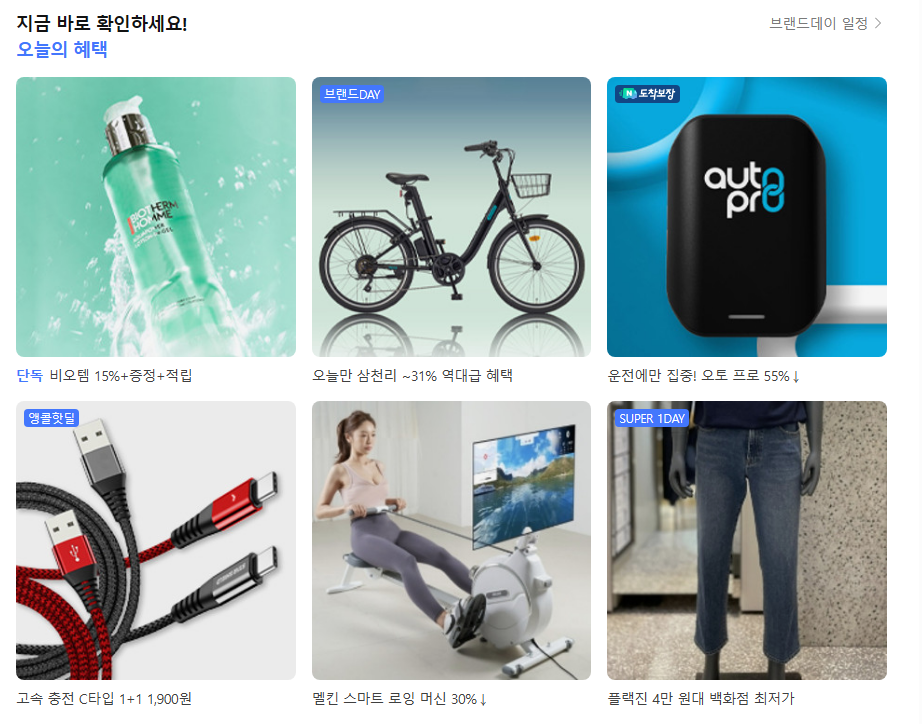 지금 바로 확인하세요!
브랜드데이 일정 >
오늘의 혜택
BIOTHERM
HOMME
브랜드DAY
N 도착보장
auto
pro
단독 비오템 15%+증정+적립
오늘만 삼천리 ~31% 역대급 혜택
운전에만 집중! 오토 프로 55%↓
앵콜핫딜
SUPER 1DAY
고속 충전 C타입 1+1 1,900원
멜킨 스마트 로잉 머신 30%↓
플랙진 4만 원대 백화점 최저가